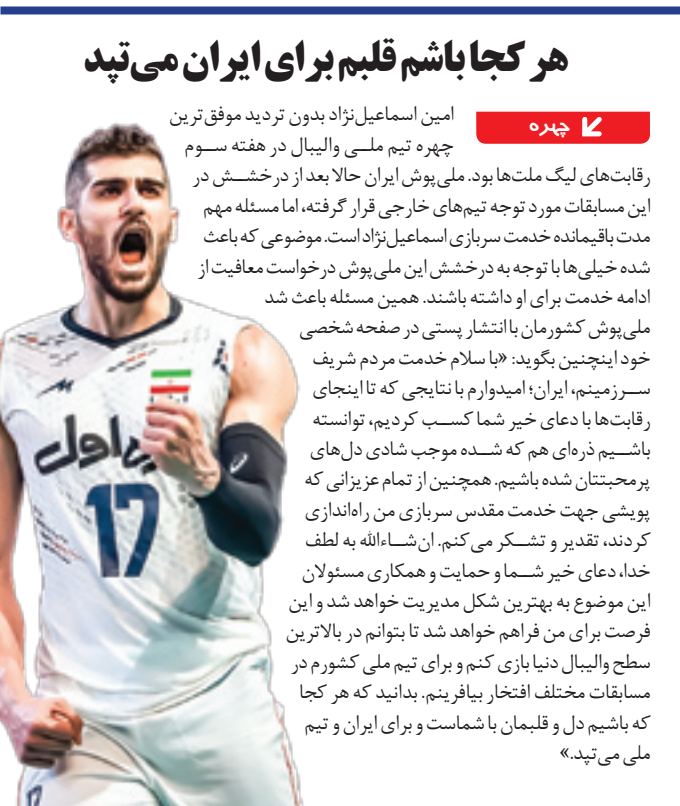 هر کجا باشم قلبم برای ایران می‌تپد
چهره
امین اسماعیل‌نژاد بدون تردید موفق‌ترین
چهره تیم ملی والیبال در هفته سوم
رقابت‌های لیگ ملت‌ها بود. ملی‌پوش ایران حالا بعد از درخشش در
این مسابقات مورد توجه تیم‌های خارجی قرار گرفته، اما مسئله مهم
مدت باقیمانده خدمت سربازی اسماعیل‌نژاد است. موضوعی که باعث
شده خیلی‌ها با توجه به درخشش این ملی‌پوش درخواست معافیت از
ادامه خدمت برای او داشته باشند. همین مسئله باعث شد
ملی‌پوش کشورمان با انتشار پستی در صفحه شخصی
خود اینچنین بگوید: «با سلام خدمت مردم شریف
سرزمینم، ایران؛ امیدوارم با نتایجی که تا اینجای
رقابت‌ها با دعای خیر شما کسب کردیم، توانسته
باشیم ذره‌ای هم که شده موجب شادی دل‌های
پرمحبتتان شده باشیم. همچنین از تمام عزیزانی که
پویشی جهت خدمت مقدس سربازی من راه‌اندازی
کردند، تقدیر و تشکر می‌کنم. ان‌شاءالله به لطف
خدا، دعای خیر شما و حمایت و همکاری مسئولان
این موضوع به بهترین شکل مدیریت خواهد شد و این
فرصت برای من فراهم خواهد شد تا بتوانم در بالاترین
سطح والیبال دنیا بازی کنم و برای تیم ملی کشورم در
مسابقات مختلف افتخار بیافرینم. بدانید که هر کجا
که باشیم دل و قلبمان با شماست و برای ایران و تیم
ملی می‌تپد.»
17